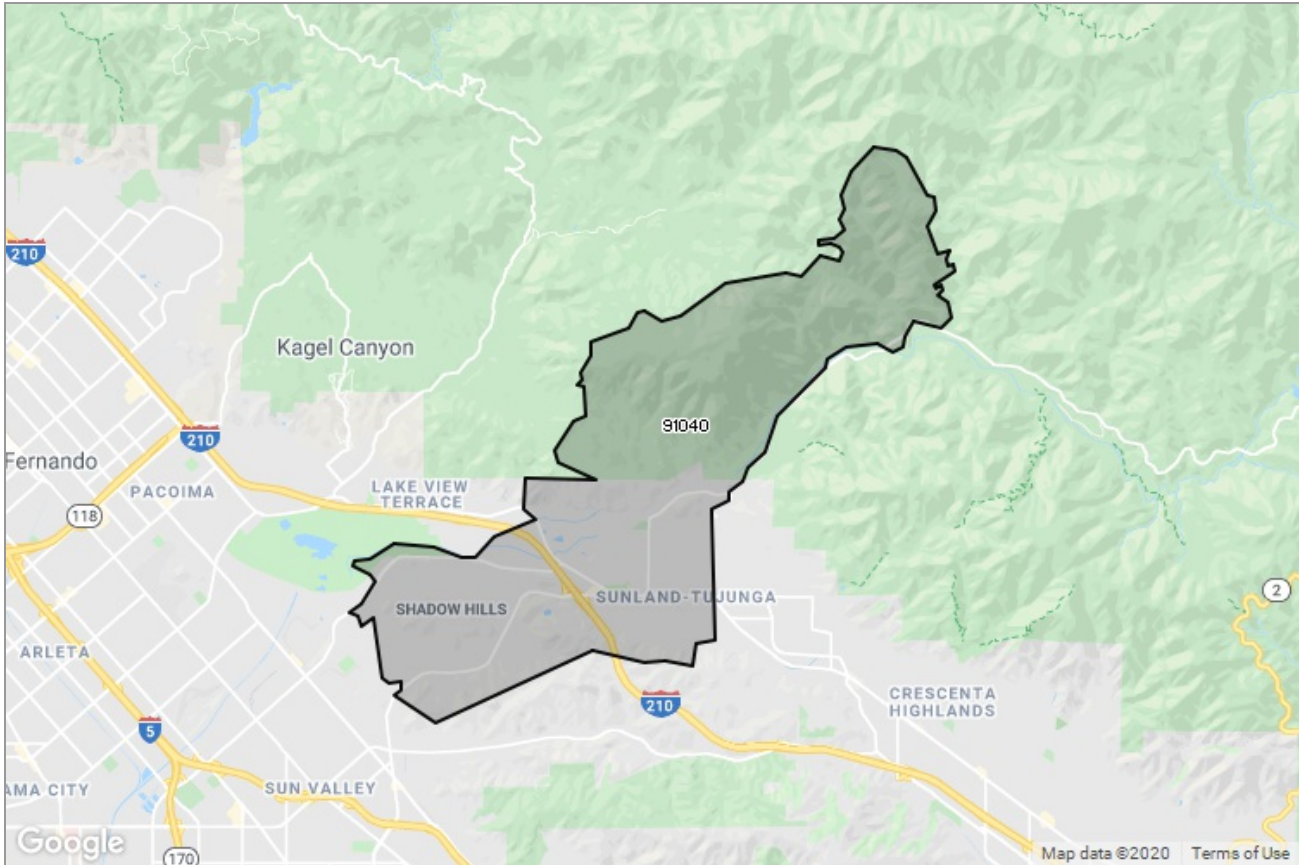 210
Kagel Canyon
91040
210
Fernando
PACOIMA
LAKE VIEW
TERRACE
118
2
SHADOW HILLS
SUNLAND-TUJUNGA
ARLETA
CRESCENTA
HIGHLANDS
210
5
AMA CITY
SUN VALLEY
Google
170
Map data ©2020 Terms of Use